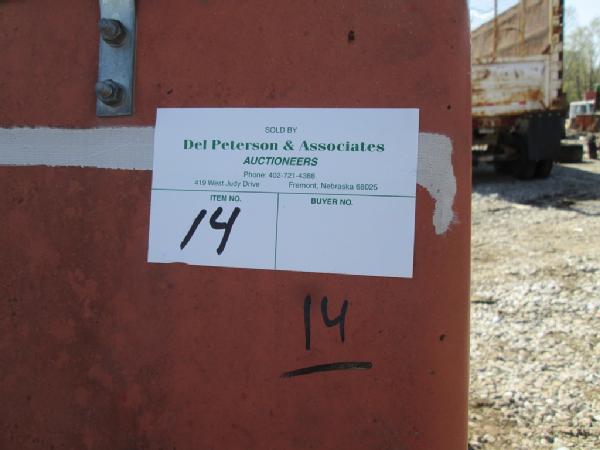 SOLD BY
Del Peterson & Associates
AUCTIONEERS
Phone: 402-721-4388
419 West Judy Drive Fremont, Nebraska 68025
ITEM NO. BUYER NO.
14
14